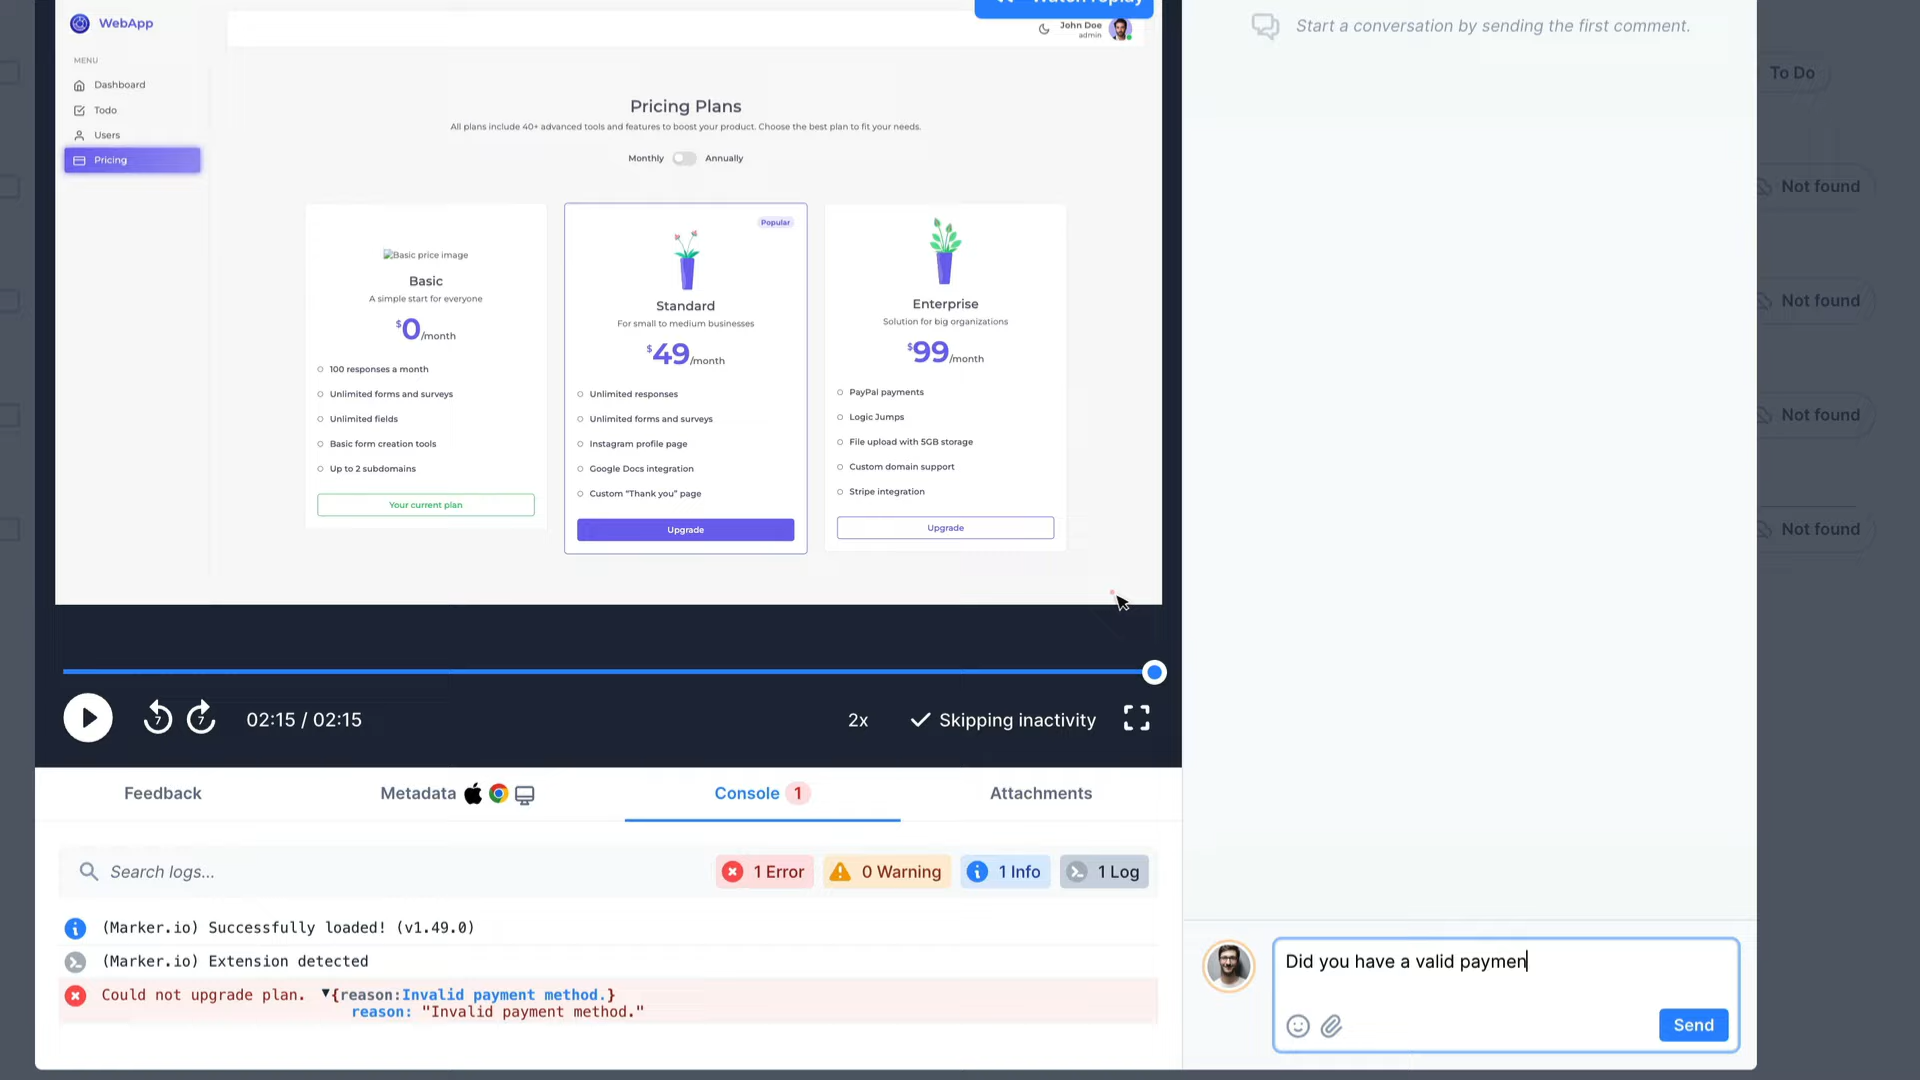 WebApp
MENU
Dashboard
Todo
Users
Pricing
Watch replay
John Doe
admin
Pricing Plans
All plans include 40+ advanced tools and features to boost your product. Choose the best plan to fit your needs.
Monthly Annually
Basic price image
Basic
A simple start for everyone
$0/month
100 responses a month
Unlimited forms and surveys
Unlimited fields
Basic form creation tools
Up to 2 subdomains
Your current plan
Popular
Standard
For small to medium businesses
$49/month
Unlimited responses
Unlimited forms and surveys
Instagram profile page
Google Docs integration
Custom "Thank you" page
Upgrade
Enterprise
Solution for big organizations
$99/month
PayPal payments
Logic Jumps
File upload with 5GB storage
Custom domain support
Stripe integration
Upgrade
7 7 02:15 / 02:15 2x Skipping inactivity
Feedback Metadata Console 1 Attachments
Search logs... 1 Error 0 Warning 1 Info 1 Log
(Marker.io) Successfully loaded! (v1.49.0)
(Marker.io) Extension detected
Could not upgrade plan. ▼{reason:Invalid payment method.}
reason: "Invalid payment method."
Start a conversation by sending the first comment.
Did you have a valid paymen
Send
To Do
Not found
Not found
Not found
Not found